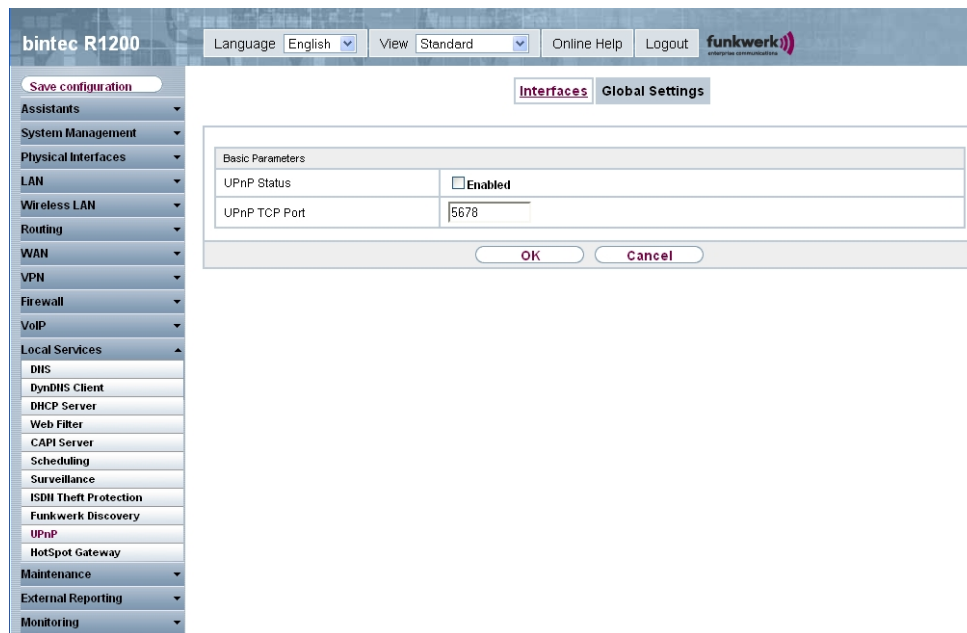 bintec R1200
Language English View Standard Online Help Logout funkwerk
enterprise communications
Save configuration
Assistants
System Management
Physical Interfaces
LAN
Wireless LAN
Routing
WAN
VPN
Firewall
VoIP
Local Services
DNS
DynDNS Client
DHCP Server
Web Filter
CAPI Server
Scheduling
Surveillance
ISDN Theft Protection
Funkwerk Discovery
UPnP
HotSpot Gateway
Maintenance
External Reporting
Monitoring
Interfaces Global Settings
Basic Parameters
UPnP Status Enabled
UPnP TCP Port 5678
OK Cancel